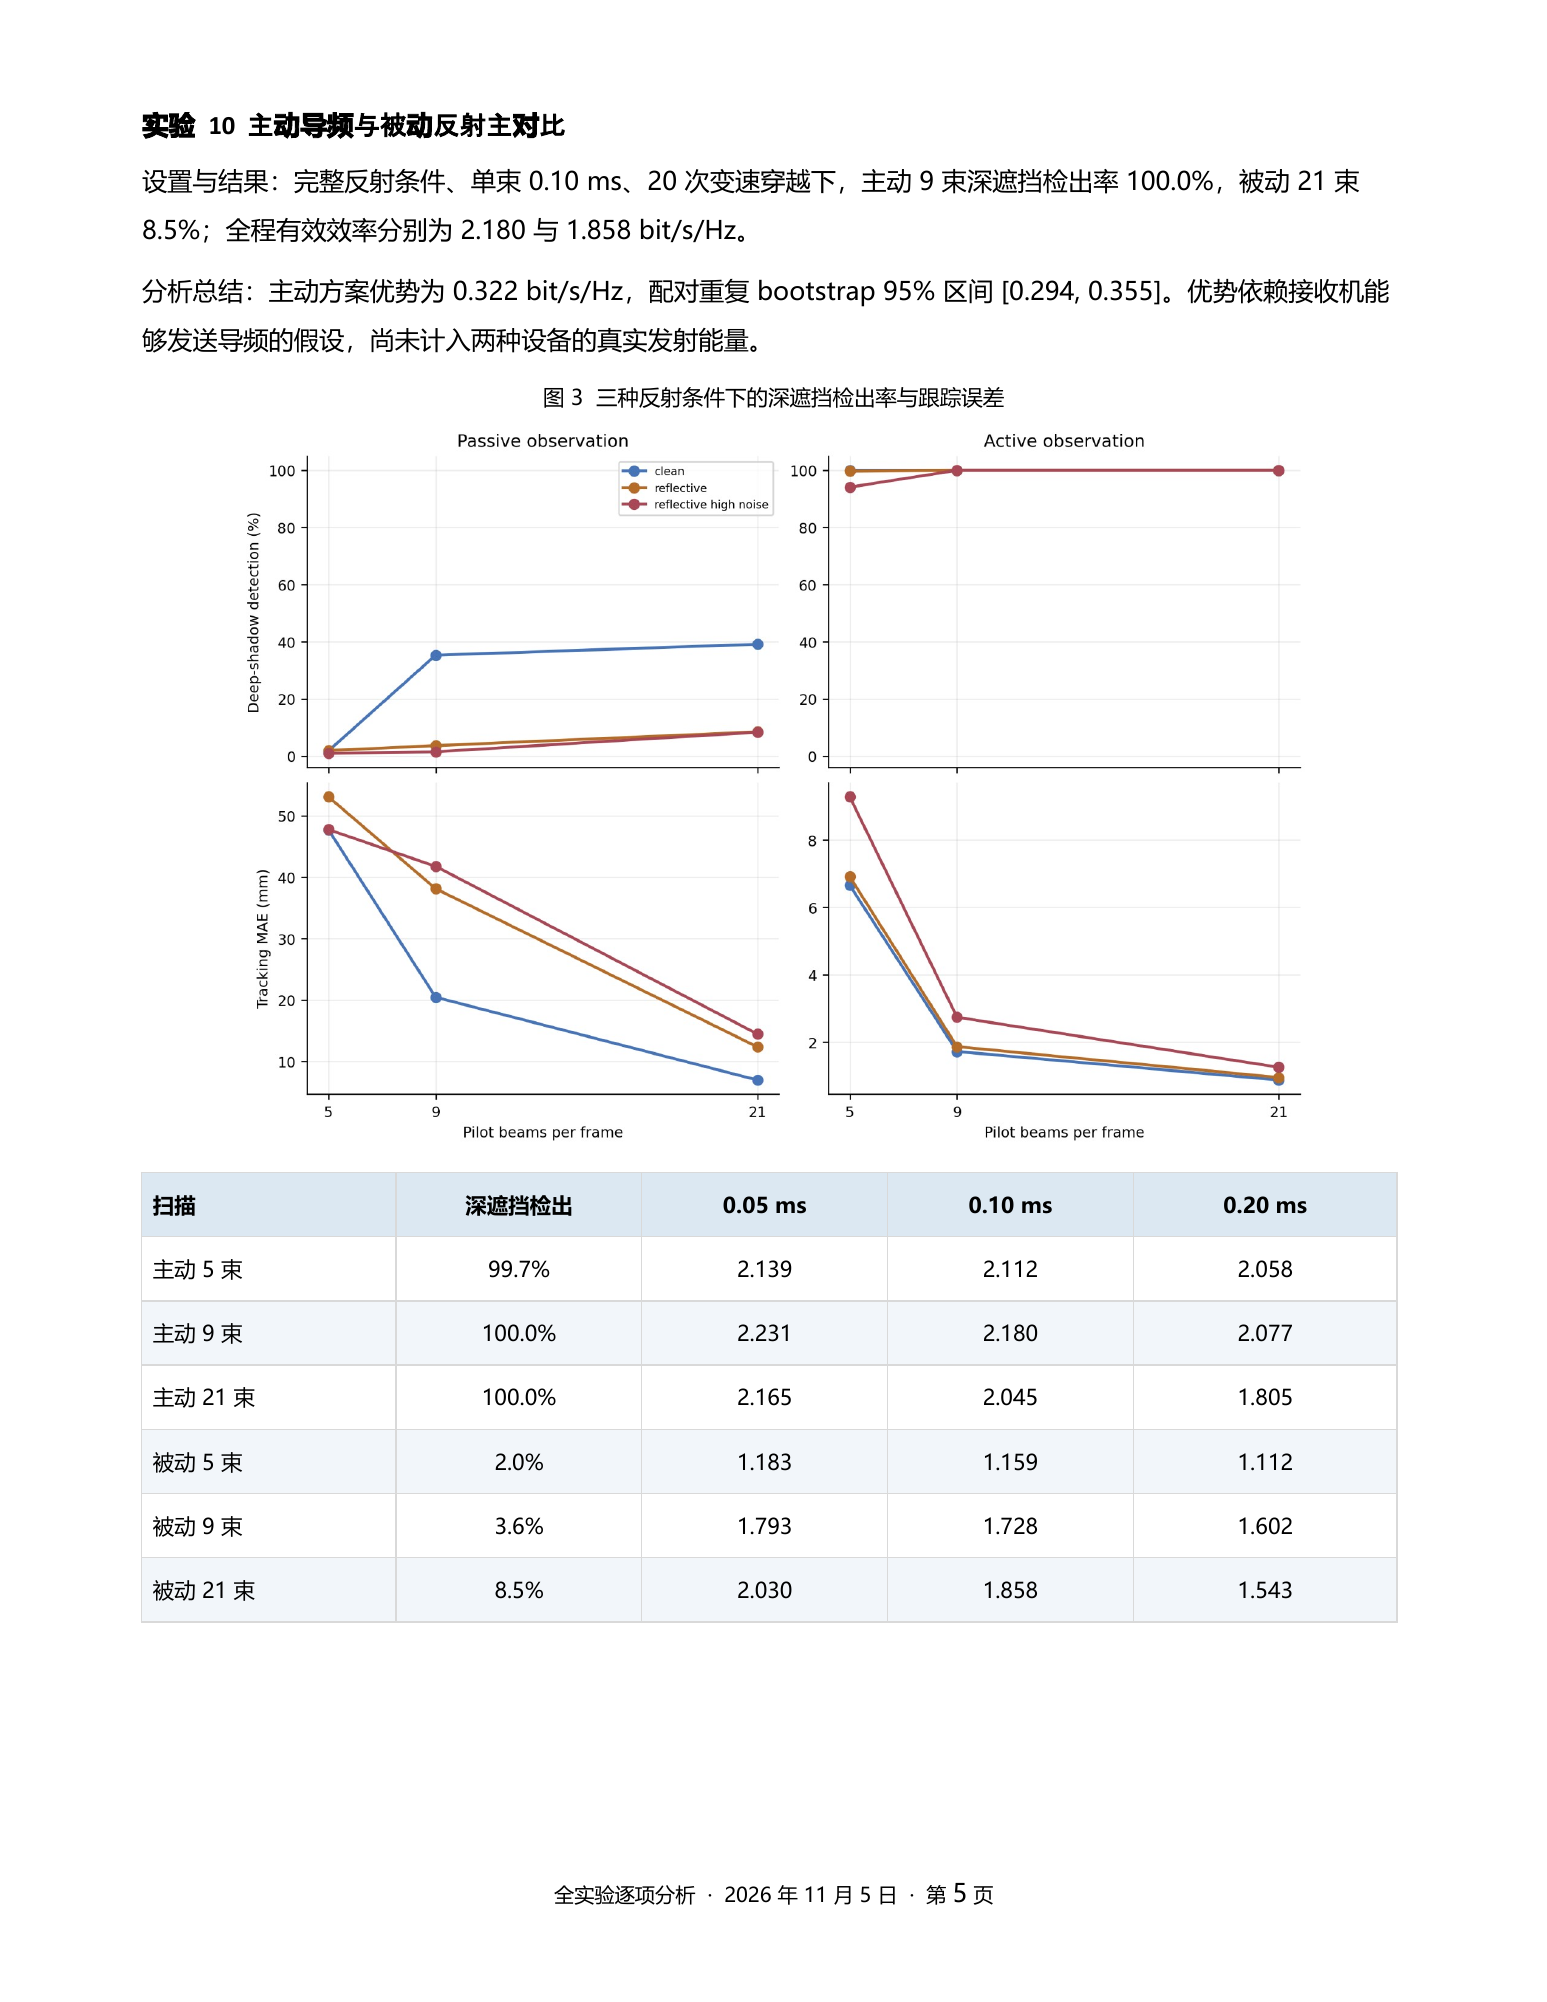 实验 10 主动导频与被动反射主对比
设置与结果：完整反射条件、单束 0.10 ms、20 次变速穿越下，主动 9 束深遮挡检出率 100.0%，被动 21 束
8.5%；全程有效效率分别为 2.180 与 1.858 bit/s/Hz。
分析总结：主动方案优势为 0.322 bit/s/Hz，配对重复 bootstrap 95% 区间 [0.294, 0.355]。优势依赖接收机能
够发送导频的假设，尚未计入两种设备的真实发射能量。
图 3 三种反射条件下的深遮挡检出率与跟踪误差
Passive observation
Active observation
clean
reflective
reflective high noise
Deep-shadow detection (%)
100
80
60
40
20
0
100
80
60
40
20
0
Tracking MAE (mm)
50
40
30
20
10
8
6
4
2
5 9 21
5 9 21
Pilot beams per frame
Pilot beams per frame
扫描 深遮挡检出 0.05 ms 0.10 ms 0.20 ms
主动 5 束 99.7% 2.139 2.112 2.058
主动 9 束 100.0% 2.231 2.180 2.077
主动 21 束 100.0% 2.165 2.045 1.805
被动 5 束 2.0% 1.183 1.159 1.112
被动 9 束 3.6% 1.793 1.728 1.602
被动 21 束 8.5% 2.030 1.858 1.543
全实验逐项分析 · 2026 年 11 月 5 日 · 第 5 页